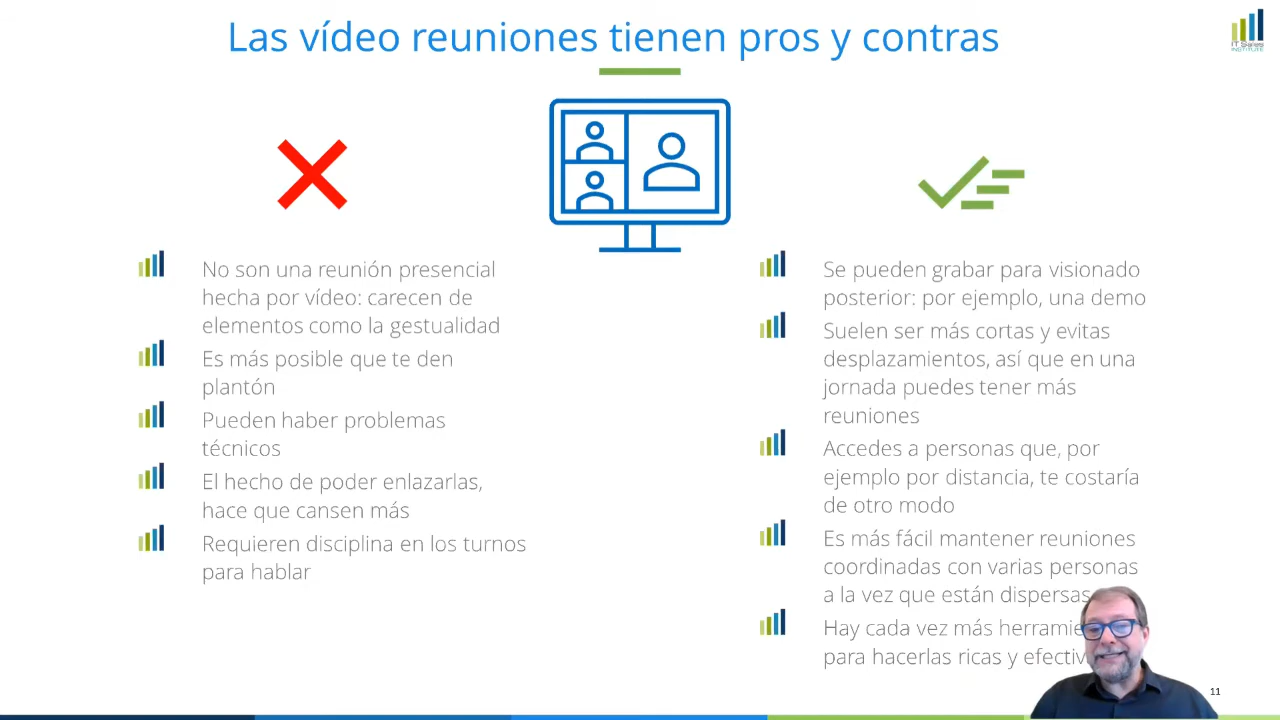 Las vídeo reuniones tienen pros y contras
IT Sales
INSTITUTE
No son una reunión presencial
hecha por vídeo: carecen de
elementos como la gestualidad
Es más posible que te den
plantón
Pueden haber problemas
técnicos
El hecho de poder enlazarlas,
hace que cansen más
Requieren disciplina en los turnos
para hablar
Se pueden grabar para visionado
posterior: por ejemplo, una demo
Suelen ser más cortas y evitas
desplazamientos, así que en una
jornada puedes tener más
reuniones
Accedes a personas que, por
ejemplo por distancia, te costaría
de otro modo
Es más fácil mantener reuniones
coordinadas con varias personas
a la vez que están dispersas
Hay cada vez más
para hacerlas ricas y
11